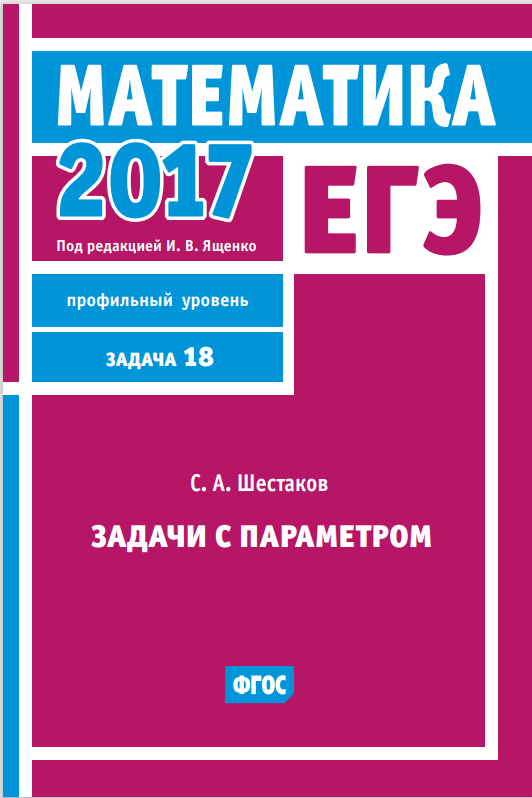 МАТЕМАТИКА
2017
ЕГЭ
Под редакцией И. В. Ященко
профильный уровень
ЗАДАЧА 18
С. А. Шестаков
ЗАДАЧИ С ПАРАМЕТРОМ
ФГОС